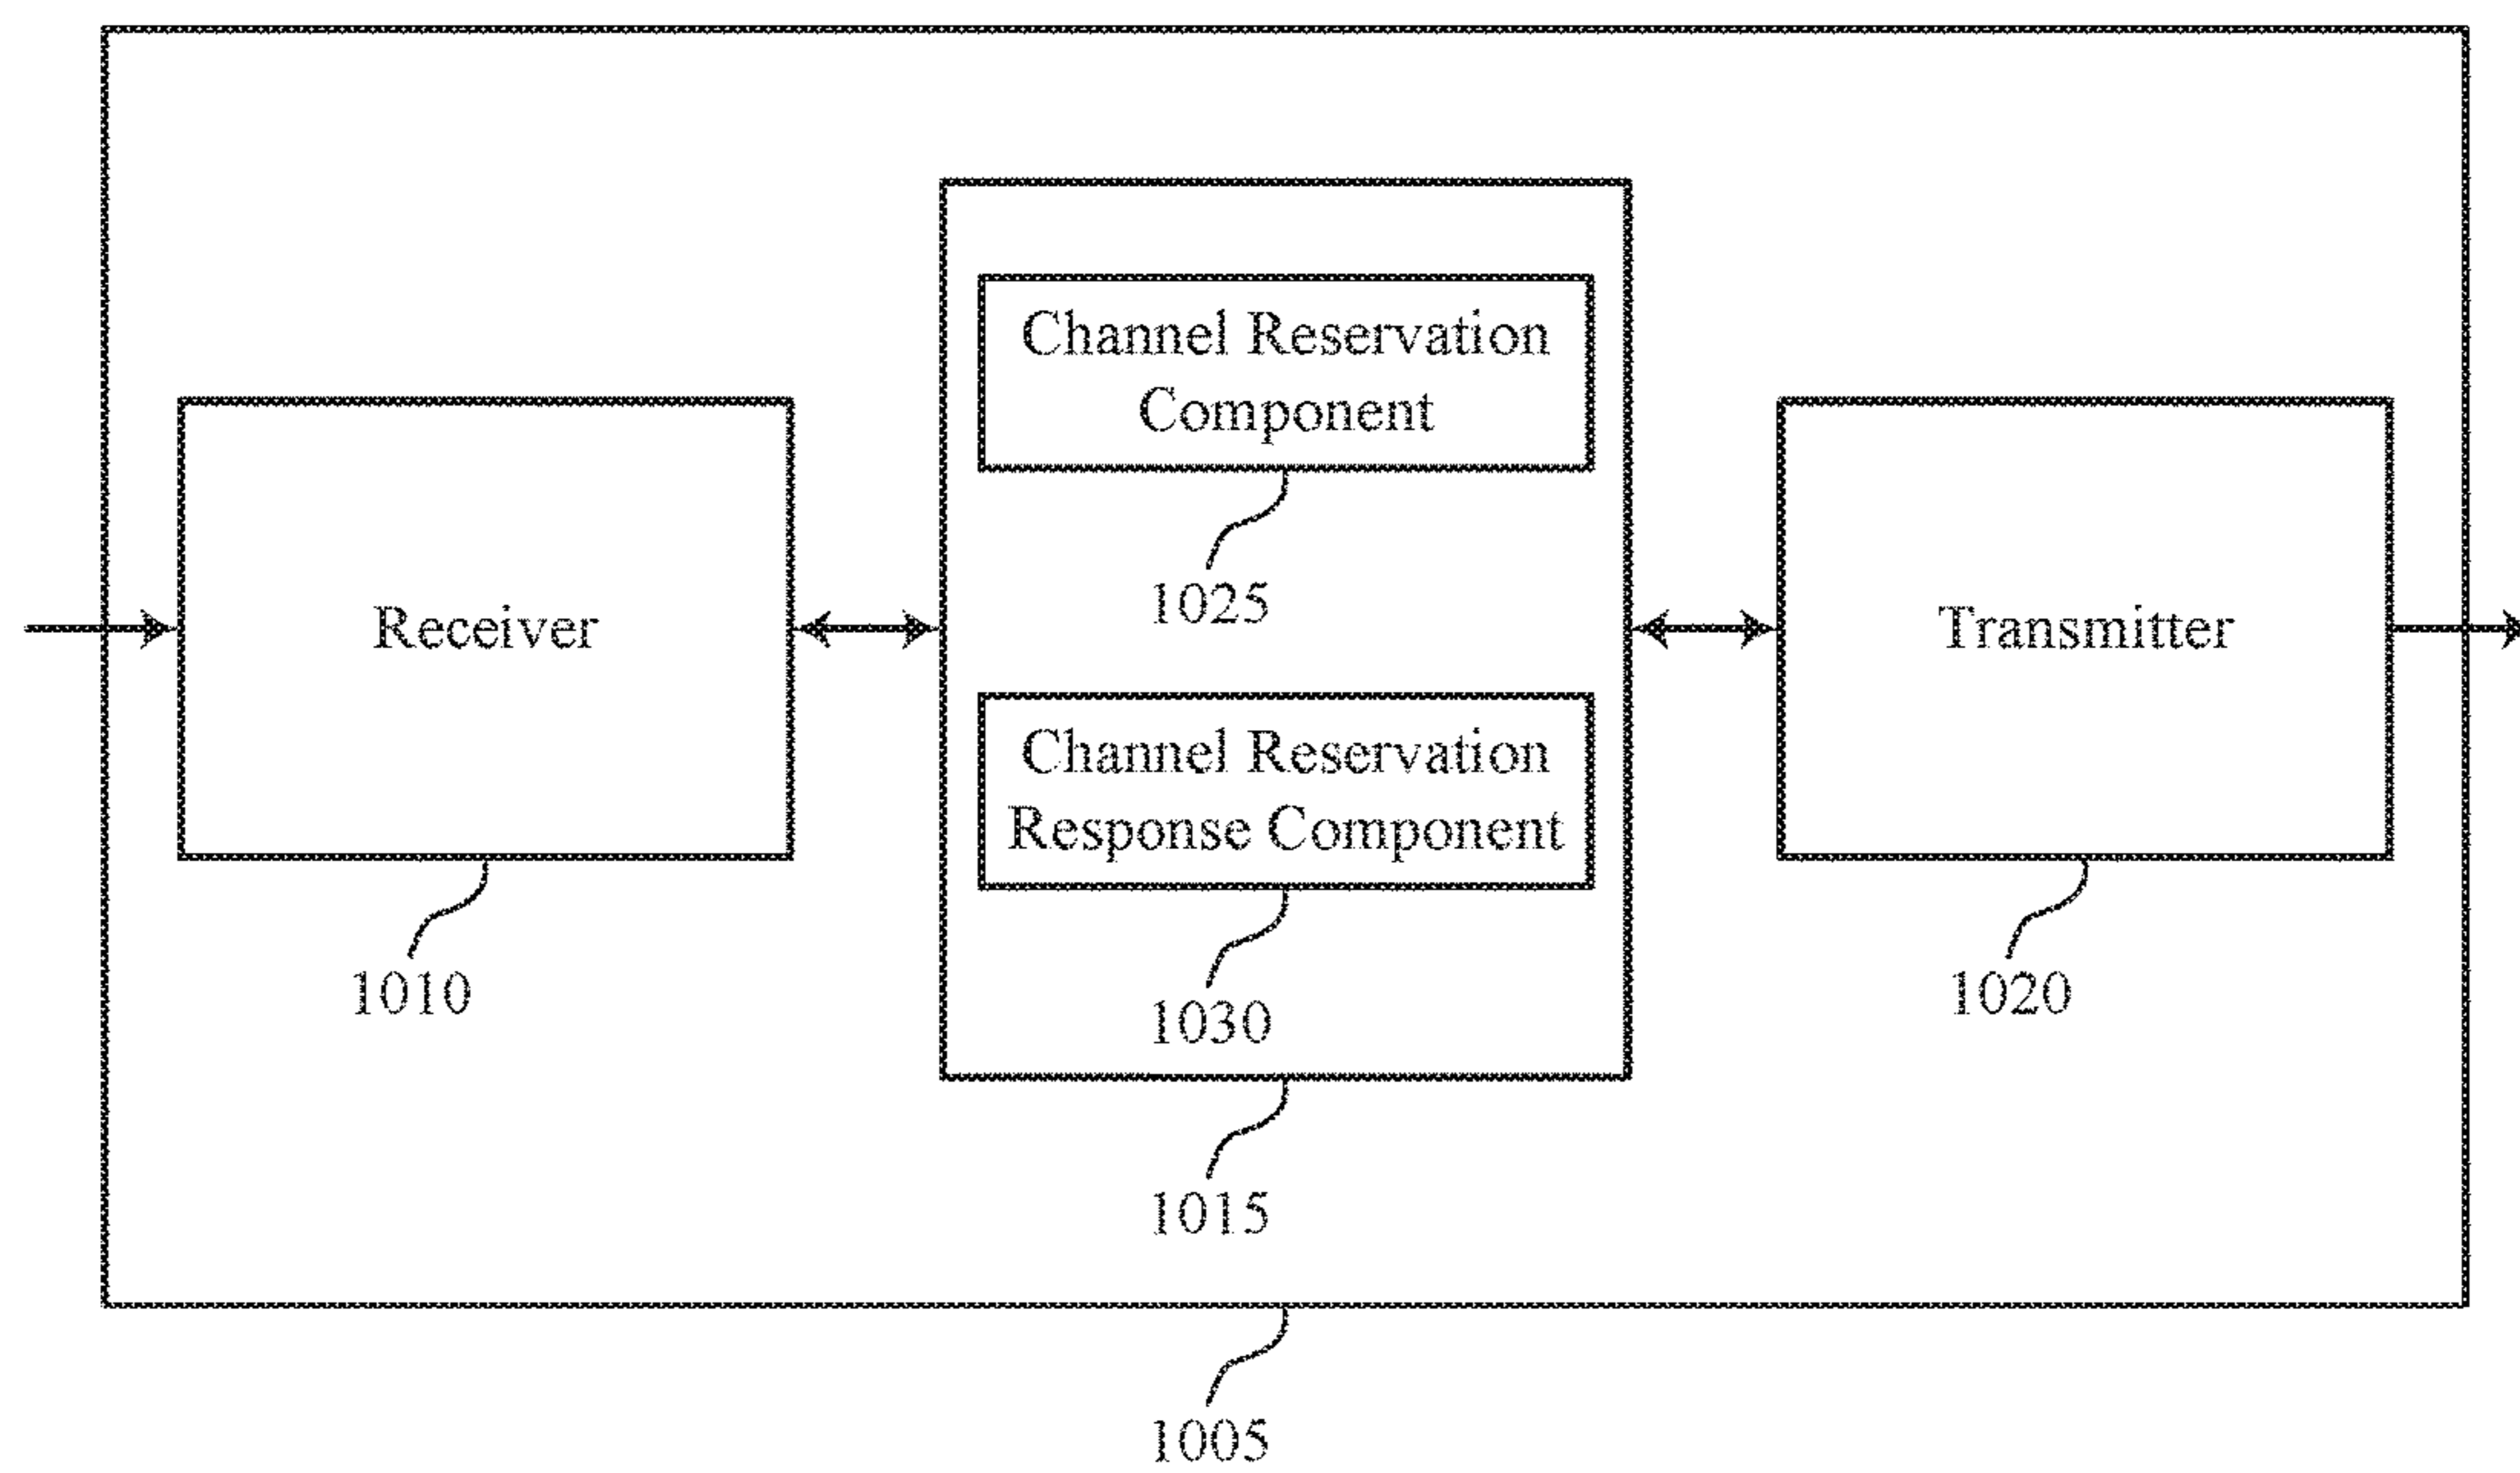 Channel Reservation
Component
1025
Receiver
1010
Channel Reservation
Response Component
1030
Transmitter
1020
1015
1005